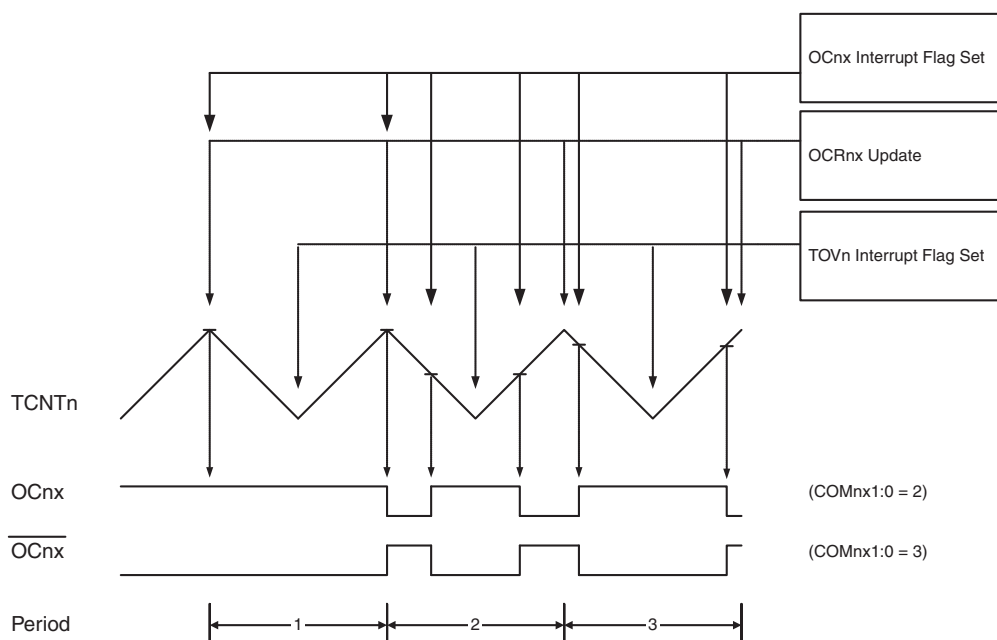 OCnx Interrupt Flag Set
OCRnx Update
TOVn Interrupt Flag Set
TCNTn
OCnx
(COMnx1:0 = 2)
OCnx
(COMnx1:0 = 3)
Period
1
2
3